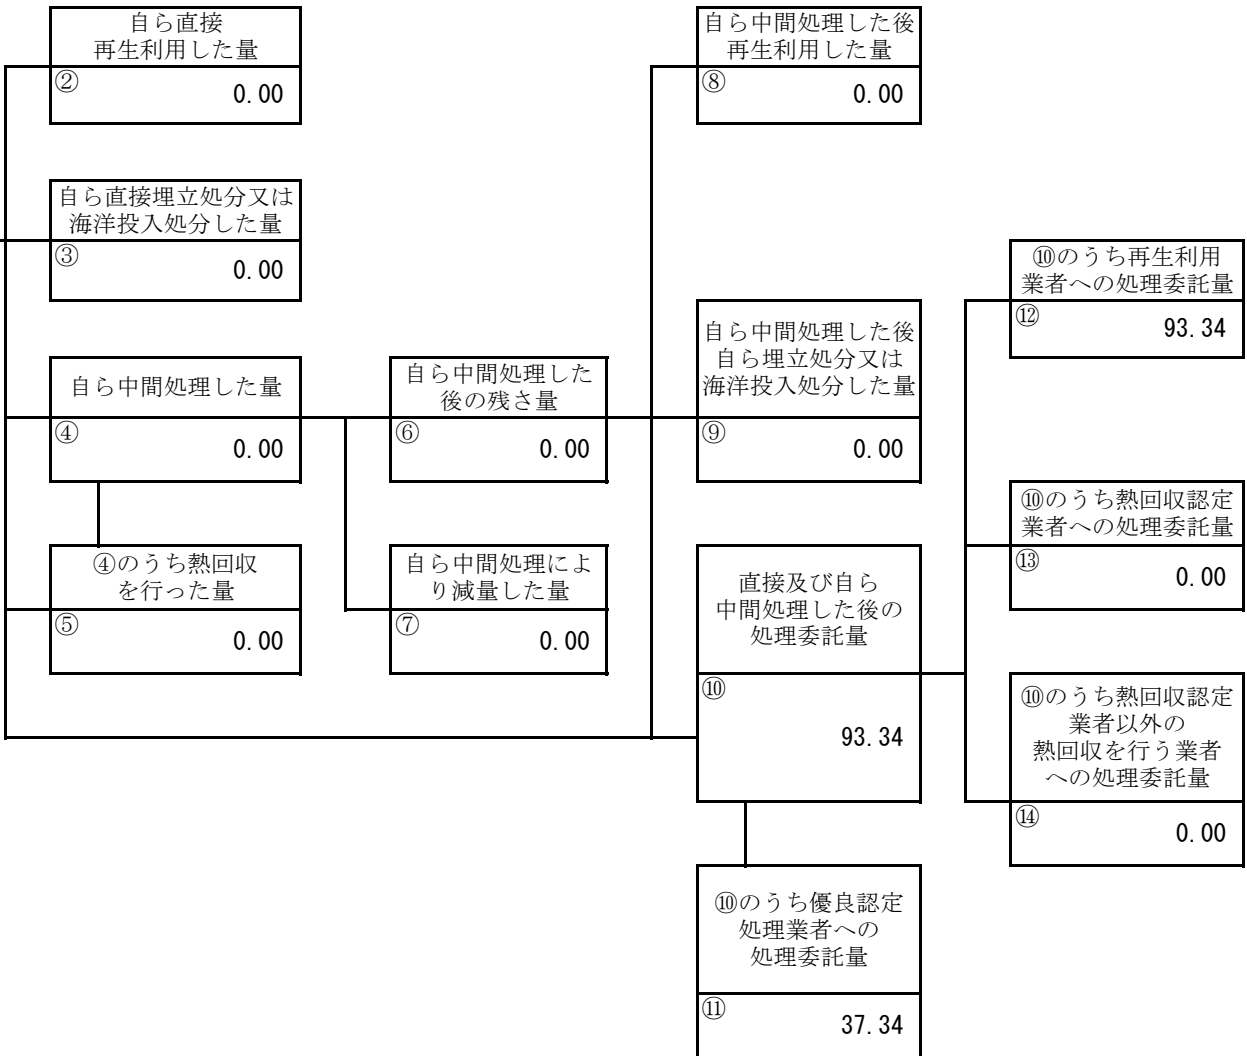 自ら直接
再生利用した量
②
0.00
自ら直接埋立処分又は
海洋投入処分した量
③
0.00
自ら中間処理した量
④
0.00
④のうち熱回収
を行った量
⑤
0.00
自ら中間処理した
後の残さ量
⑥
0.00
自ら中間処理によ
り減量した量
⑦
0.00
自ら中間処理した後
再生利用した量
⑧
0.00
自ら中間処理した後
自ら埋立処分又は
海洋投入処分した量
⑨
0.00
直接及び自ら
中間処理した後の
処理委託量
⑩
93.34
⑩のうち優良認定
処理業者への
処理委託量
⑪
37.34
⑩のうち再生利用
業者への処理委託量
⑫
93.34
⑩のうち熱回収認定
業者への処理委託量
⑬
0.00
⑩のうち熱回収認定
業者以外の
熱回収を行う業者
への処理委託量
⑭
0.00